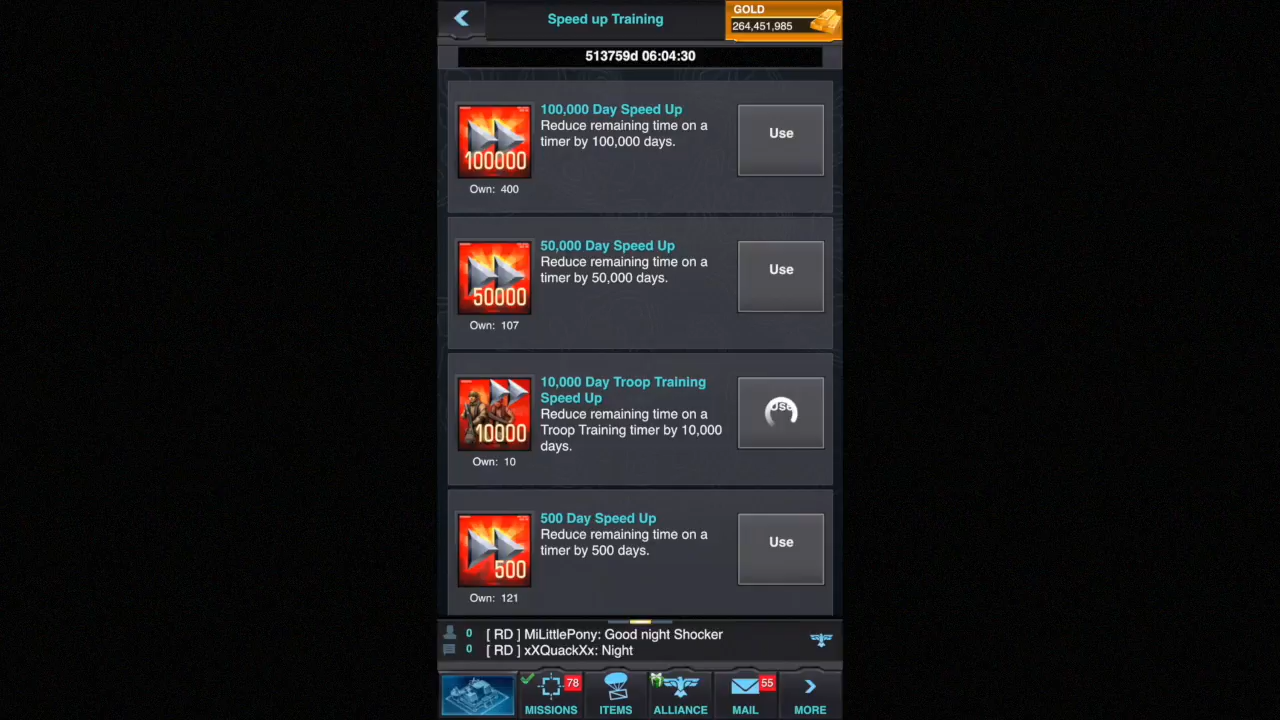 Speed up Training
GOLD
264,451,985
513759d 06:04:30
100,000 Day Speed Up
Reduce remaining time on a
timer by 100,000 days.
Use
100000
Own: 400
50,000 Day Speed Up
Reduce remaining time on a
timer by 50,000 days.
Use
50000
Own: 107
10,000 Day Troop Training
Speed Up
Reduce remaining time on a
Troop Training timer by 10,000
days.
Use
10000
Own: 10
500 Day Speed Up
Reduce remaining time on a
timer by 500 days.
Use
500
Own: 121
0 [ RD ] MiLittlePony: Good night Shocker
0 [ RD ] xXQuackXx: Night
78
55
MISSIONS
ITEMS
ALLIANCE
MAIL
MORE